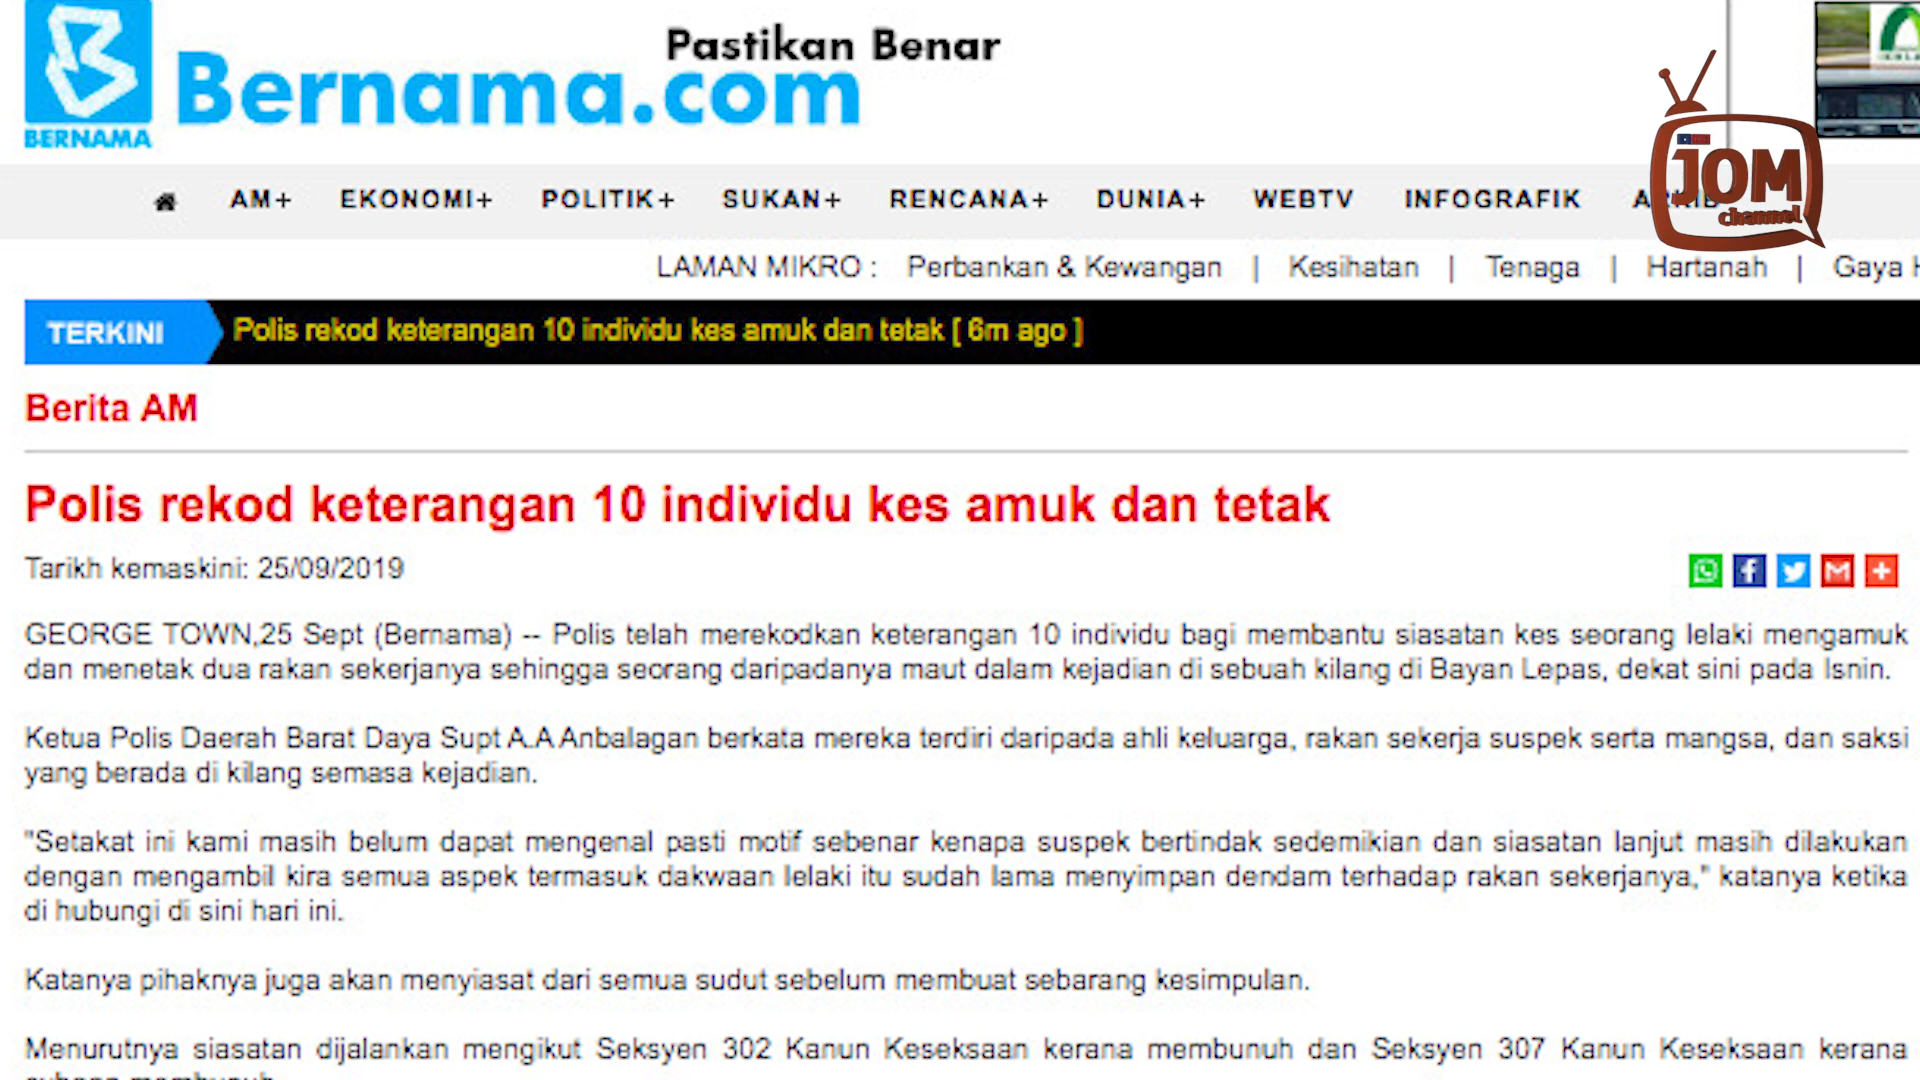 BERNAMA
Pastikan Benar
Bernama.com
JOM
channel
AM+ EKONOMI+ POLITIK+ SUKAN+ RENCANA+ DUNIA+ WEBTV INFOGRAFIK
LAMAN MIKRO : Perbankan & Kewangan | Kesihatan | Tenaga | Hartanah | Gaya
TERKINI Polis rekod keterangan 10 individu kes amuk dan tetak [ 6m ago ]
Berita AM
Polis rekod keterangan 10 individu kes amuk dan tetak
Tarikh kemaskini: 25/09/2019
GEORGE TOWN,25 Sept (Bernama) -- Polis telah merekodkan keterangan 10 individu bagi membantu siasatan kes seorang lelaki mengamuk
dan menetak dua rakan sekerjanya sehingga seorang daripadanya maut dalam kejadian di sebuah kilang di Bayan Lepas, dekat sini pada Isnin.
Ketua Polis Daerah Barat Daya Supt A.A Anbalagan berkata mereka terdiri daripada ahli keluarga, rakan sekerja suspek serta mangsa, dan saksi
yang berada di kilang semasa kejadian.
"Setakat ini kami masih belum dapat mengenal pasti motif sebenar kenapa suspek bertindak sedemikian dan siasatan lanjut masih dilakukan
dengan mengambil kira semua aspek termasuk dakwaan lelaki itu sudah lama menyimpan dendam terhadap rakan sekerjanya," katanya ketika
di hubungi di sini hari ini.
Katanya pihaknya juga akan menyiasat dari semua sudut sebelum membuat sebarang kesimpulan.
Menurutnya siasatan dijalankan mengikut Seksyen 302 Kanun Keseksaan kerana membunuh dan Seksyen 307 Kanun Keseksaan kerana